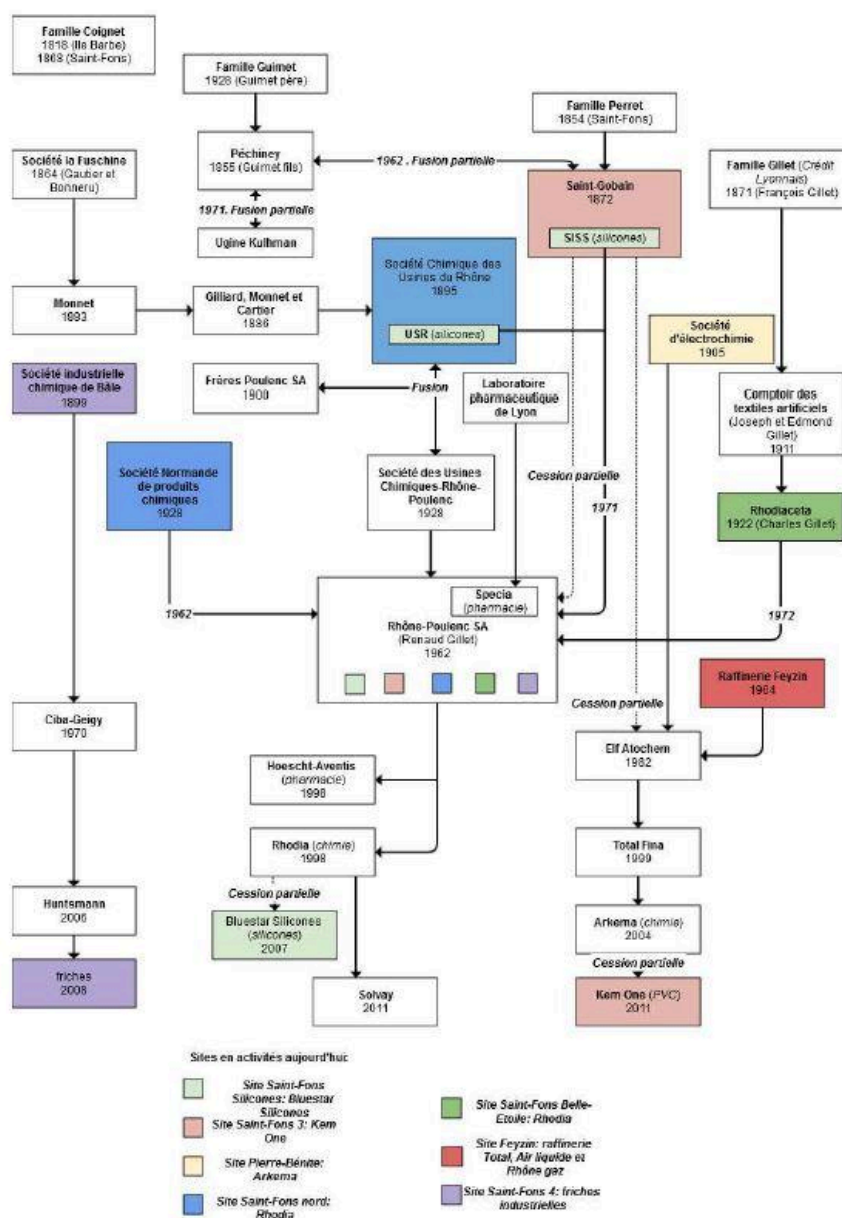 Famille Coignet
1818 (Ile Barbe)
1868 (Saint-Fons)
Famille Guimet
1928 (Guimet père)
Famille Perret
1854 (Saint-Fons)
Société la Fuschine
1864 (Gautier et
Bonneru)
Péchiney
1855 (Guimet fils)
1962 . Fusion partielle
Saint-Gobain
1872
SISS (silicones)
Famille Gillet (Crédit
Lyonnais)
1871 (François Gillet)
1971. Fusion partielle
Ugine Kulhman
Société Chimique des
Usines du Rhône
1895
USR (silicones)
Monnet
1893
Gilliard, Monnet et
Cartier
1886
Société
d'électrochimie
1905
Société industrielle
chimique de Bâle
1899
Frères Poulenc SA
1900
Fusion
Laboratoire
pharmaceutique
de Lyon
Comptoir des
textiles artificiels
(Joseph et Edmond
Gillet)
1911
Société Normande
de produits
chimiques
1928
Société des Usines
Chimiques-Rhône-
Poulenc
1928
Cession partielle
1971
Rhodiaceta
1922 (Charles Gillet)
1962
Specia
(pharmacie)
Rhône-Poulenc SA
(Renaud Gillet)
1962
1972
Raffinerie Feyzin
1964
Cession partielle
Ciba-Geigy
1970
Elf Atochem
1982
Hoescht-Aventis
(pharmacie)
1998
Rhodia (chimie)
1998
Total Fina
1999
Cession partielle
Huntsmann
2006
Bluestar Silicones
(silicones)
2007
Arkema (chimie)
2004
Cession partielle
friches
2008
Solvay
2011
Kem One (PVC)
2011
Sites en activités aujourd'hui:
Site Saint-Fons
Silicones: Bluestar
Silicones
Site Saint-Fons 3: Kem
One
Site Pierre-Bénite:
Arkema
Site Saint-Fons nord:
Rhodia
Site Saint-Fons Belle-
Etoile: Rhodia
Site Feyzin: raffinerie
Total, Air liquide et
Rhône gaz
Site Saint-Fons 4: friches
industrielles